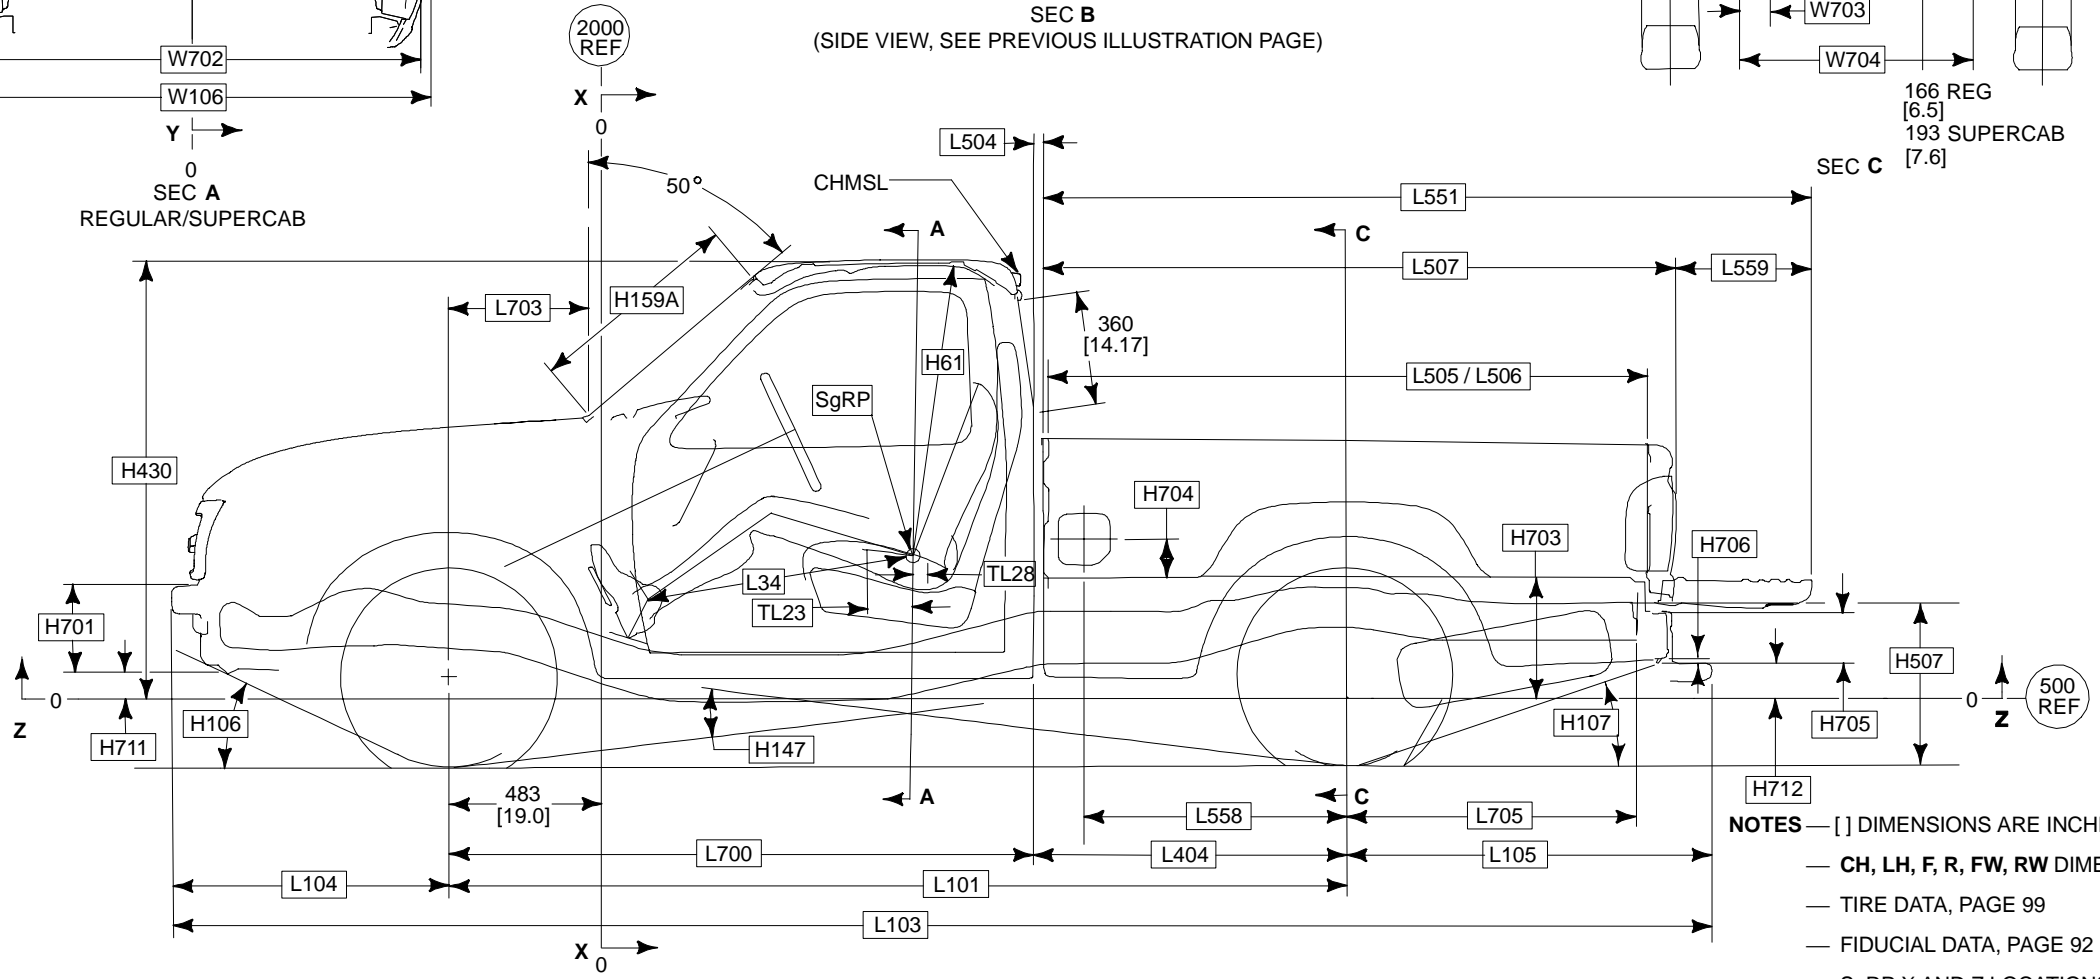 SEC B
(SIDE VIEW, SEE PREVIOUS ILLUSTRATION PAGE)
2000
REF
W702
W106
Y
0
SEC A
REGULAR/SUPERCAB
W703
W704
166 REG
[6.5]
193 SUPERCAB
[7.6]
SEC C
X
0
L504
50°
CHMSL
L551
A
C
L507
L559
L703
H159A
360
[14.17]
H61
L505 / L506
SgRP
H430
H704
H703
H706
L34
TL28
TL23
H701
H507
Z
0
H711
H106
H147
H107
H705
0
Z
500
REF
H712
A
C
483
[19.0]
L558
L705
L700
L404
L105
L104
L101
L103
X
0
NOTES — [ ] DIMENSIONS ARE
— CH, LH, F, R, FW, RW
— TIRE DATA, PAGE 99
— FIDUCIAL DATA, PAGE 92